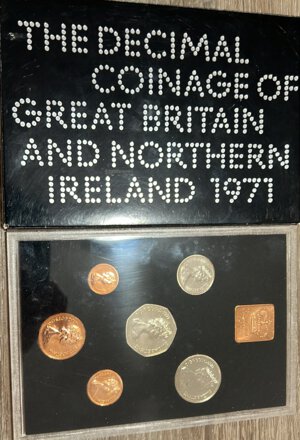 THE DECIMAL
COINAGE OF
GREAT BRITAIN
AND NORTHERN
IRELAND 1971